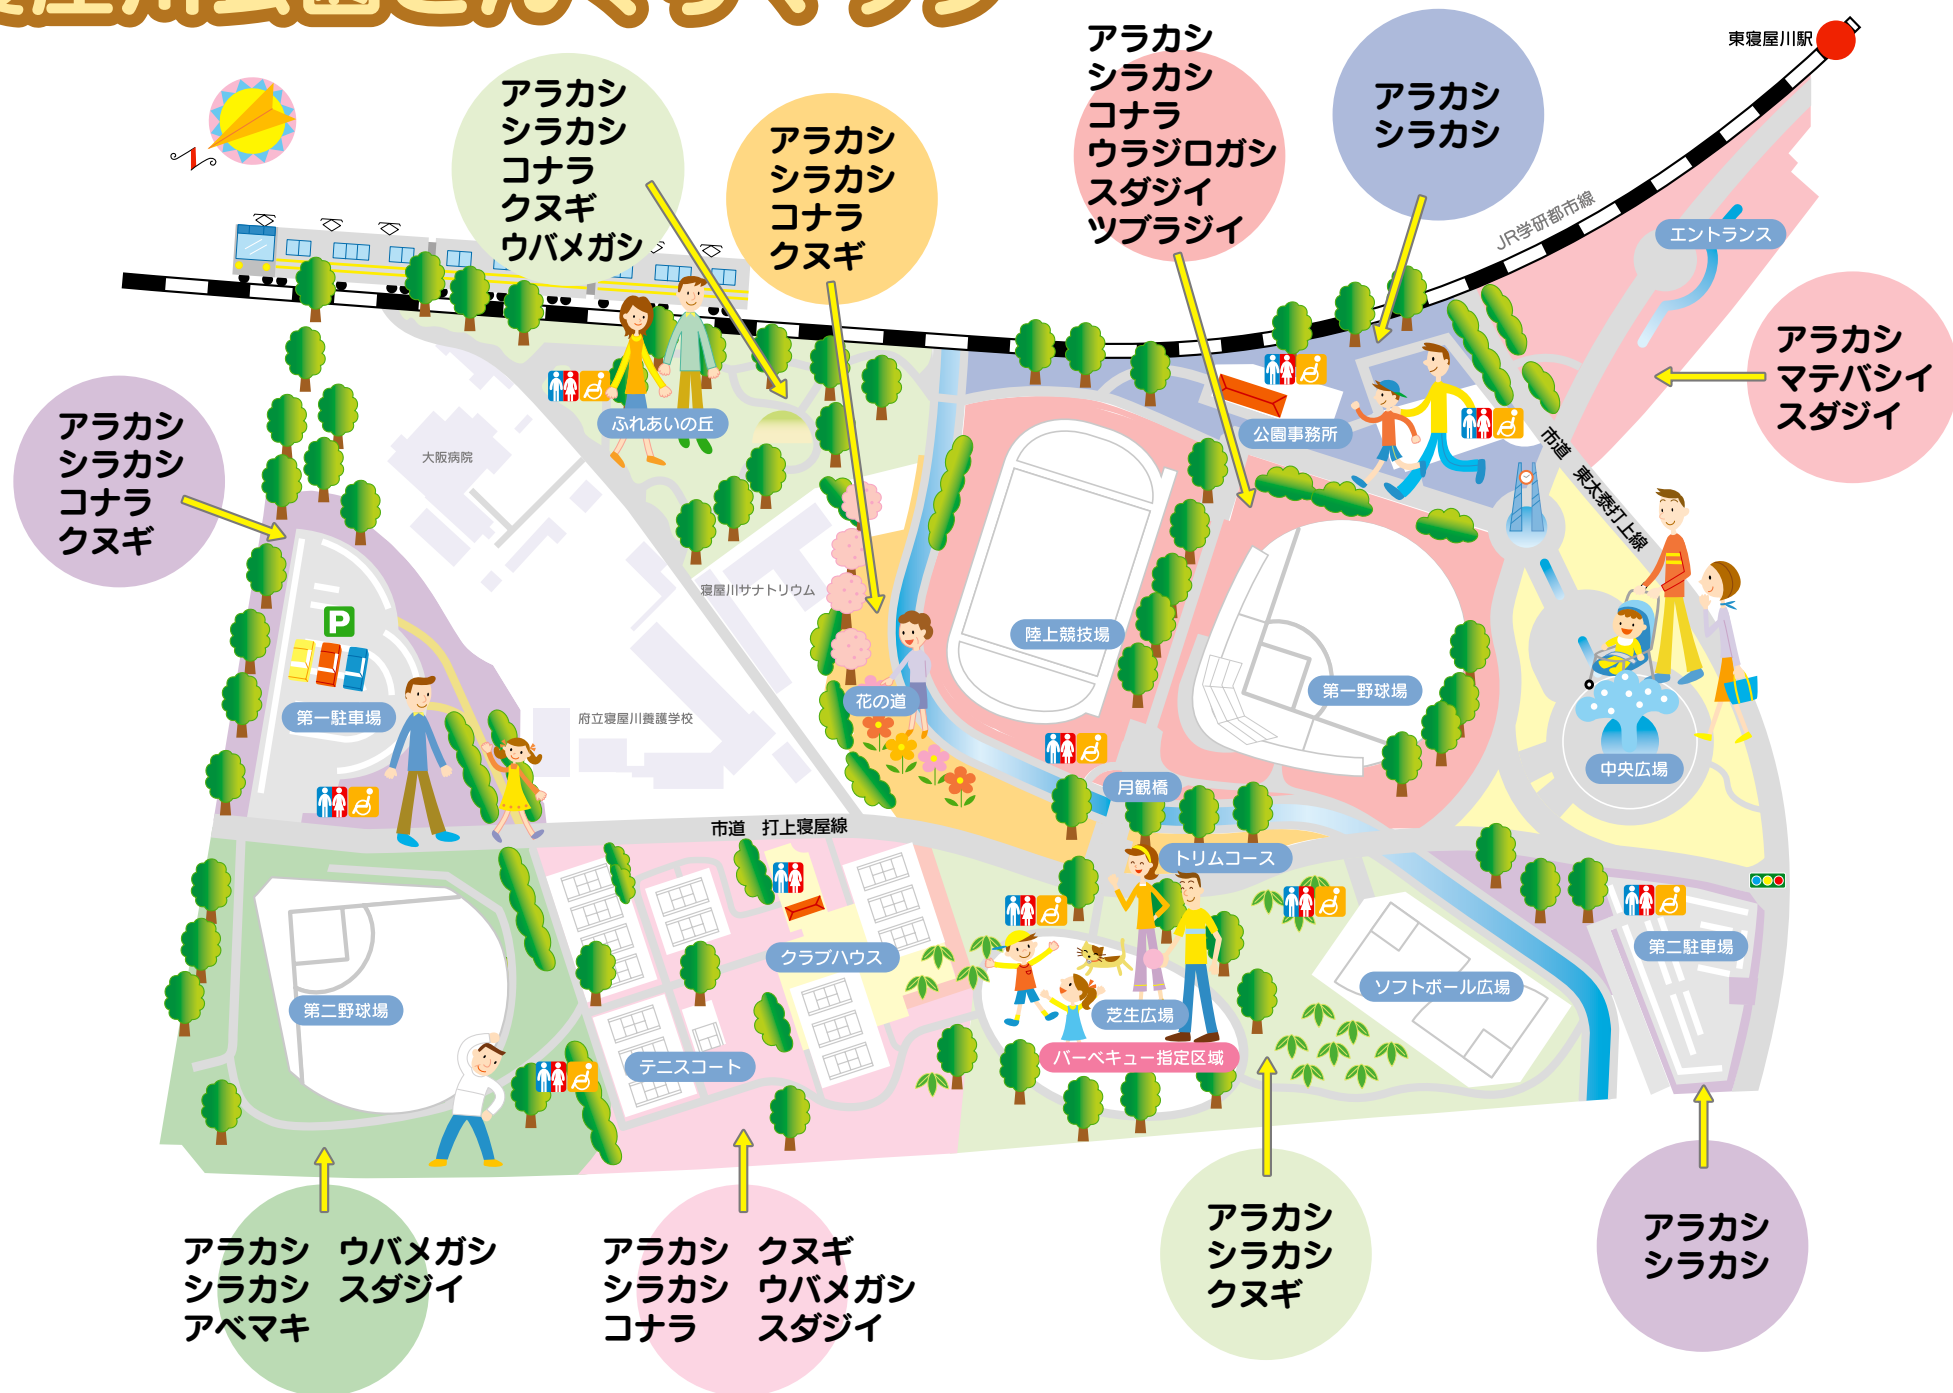 寝屋川公園どんぐりマップ
東寝屋川駅
アラカシ
シラカシ
コナラ
クヌギ
ウバメガシ
アラカシ
シラカシ
コナラ
クヌギ
アラカシ
シラカシ
コナラ
ウラジロガシ
スダジイ
ツブラジイ
アラカシ
シラカシ
JR学研都市線
エントランス
アラカシ
マテバシイ
スダジイ
アラカシ
シラカシ
コナラ
クヌギ
ふれあいの丘
公園事務所
大阪病院
市道 東太秦打上線
寝屋川サナトリウム
陸上競技場
第一野球場
花の道
P
第一駐車場
府立寝屋川養護学校
中央広場
月観橋
市道 打上寝屋線
トリムコース
クラブハウス
第二駐車場
ソフトボール広場
第二野球場
芝生広場
バーベキュー指定区域
テニスコート
アラカシ ウバメガシ
シラカシ スダジイ
アベマキ
アラカシ クヌギ
シラカシ ウバメガシ
コナラ スダジイ
アラカシ
シラカシ
クヌギ
アラカシ
シラカシ